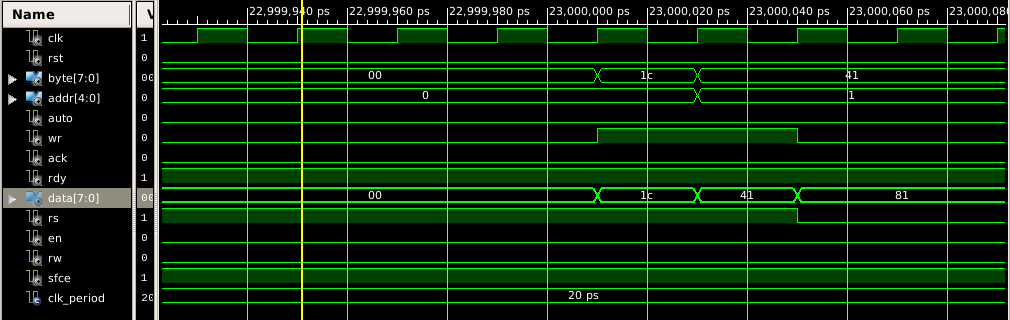 Name V 22,999,940 ps 22,999,960 ps 22,999,980 ps 23,000,000 ps 23,000,020 ps 23,000,040 ps 23,000,060 ps 23,000,080
clk 1
rst 0
byte[7:0] 00 00 1c 41
addr[4:0] 0 0 1
auto 0
wr 0
ack 0
rdy 1
data[7:0] 00 00 1c 41 81
rs 1
en 0
rw 0
sfce 1
clk_period 20 20 ps